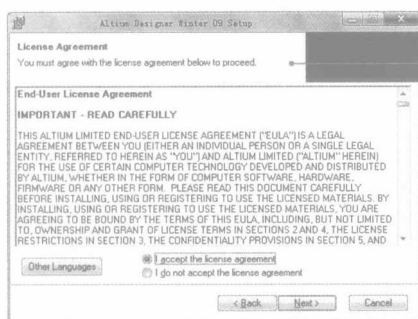 Altium Designer Winter 09 Setup
License Agreement
You must agree with the license agreement below to proceed.
End-User License Agreement
IMPORTANT - READ CAREFULLY
THIS ALTIUM LIMITED END-USER LICENSE AGREEMENT ("EULA") IS A LEGAL
AGREEMENT BETWEEN YOU (EITHER AN INDIVIDUAL PERSON OR A SINGLE LEGAL
ENTITY, REFERRED TO HEREIN AS "YOU") AND ALTIUM LIMITED ("ALTIUM" HEREIN)
FOR THE USE OF CERTAIN COMPUTER TECHNOLOGY DEVELOPED AND DISTRIBUTED
BY ALTIUM, WHETHER IN THE FORM OF COMPUTER SOFTWARE, HARDWARE,
FIRMWARE OR ANY OTHER FORM. PLEASE READ THIS DOCUMENT CAREFULLY
BEFORE INSTALLING, USING OR REGISTERING TO USE THE LICENSED MATERIALS. BY
INSTALLING, USING OR REGISTERING TO USE THE LICENSED MATERIALS, YOU ARE
AGREEING TO BE BOUND BY THE TERMS OF THIS EULA, INCLUDING, BUT NOT LIMITED
TO, OWNERSHIP AND GRANT OF LICENSE TERMS IN SECTIONS 2 AND 4, THE LICENSE
RESTRICTIONS IN SECTION 3, THE CONFIDENTIALITY PROVISIONS IN SECTION 5, AND
Other Languages
I accept the license agreement
I do not accept the license agreement
< Back
Next >
Cancel